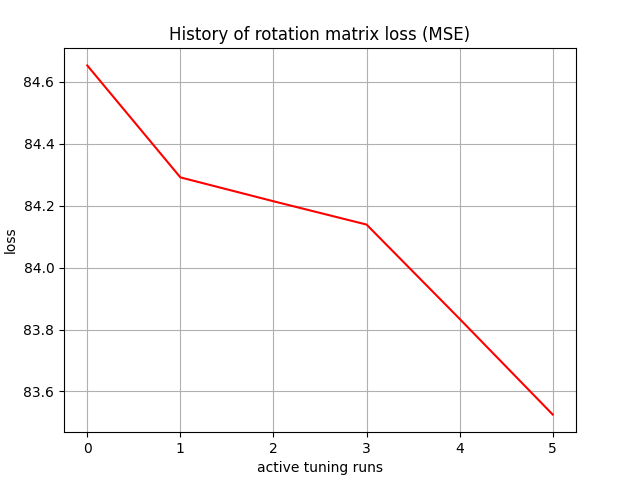 History of rotation matrix loss (MSE)
84.6
84.4
84.2
84.0
83.8
83.6
loss
0 1 2 3 4 5
active tuning runs